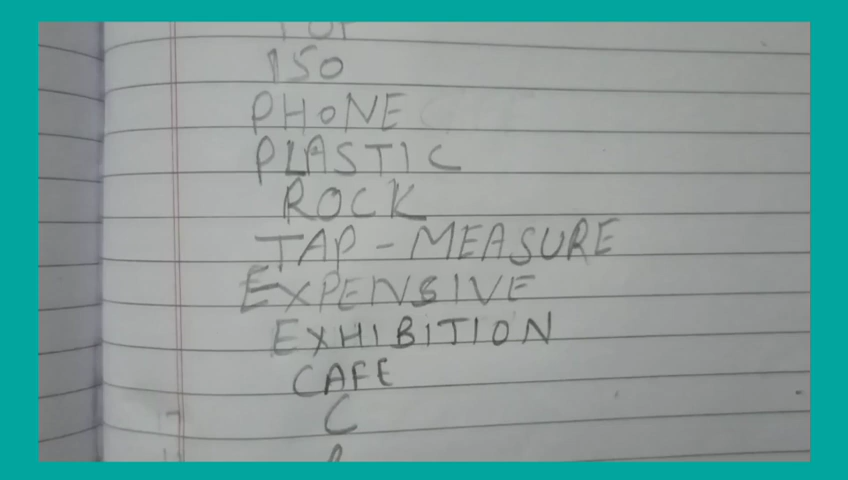 150
PHONE
PLASTIC
ROCK
TAP - MEASURE
EXPENSIVE
EXHIBITION
CAFE
C